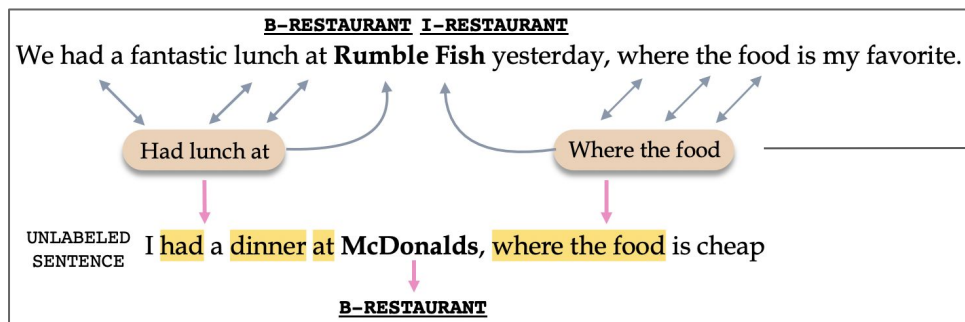 B-RESTAURANT I-RESTAURANT
We had a fantastic lunch at Rumble Fish yesterday, where the food is my favorite.
Had lunch at
Where the food
UNLABELED
SENTENCE
I had a dinner at McDonalds, where the food is cheap
B-RESTAURANT